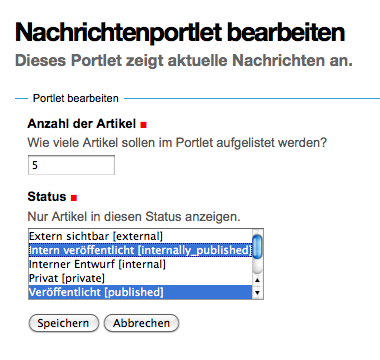 Nachrichtenportlet bearbeiten
Dieses Portlet zeigt aktuelle Nachrichten an.
Portlet bearbeiten
Anzahl der Artikel
Wie viele Artikel sollen im Portlet aufgelistet werden?
5
Status
Nur Artikel in diesen Status anzeigen.
Extern sichtbar [external]
Intern veröffentlicht [internally_published]
Interner Entwurf [internal]
Privat [private]
Veröffentlicht [published]
Speichern Abbrechen